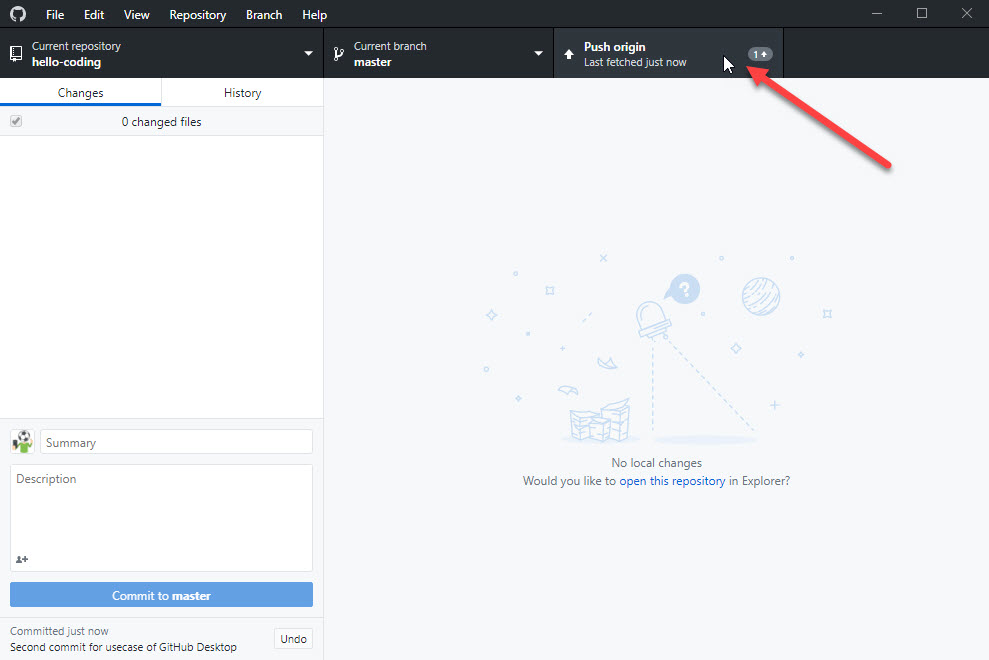 File Edit View Repository Branch Help
Current repository
hello-coding
Current branch
master
Push origin
Last fetched just now
1
Changes
History
0 changed files
?
No local changes
Would you like to open this repository in Explorer?
Summary
Description
Commit to master
Committed just now
Second commit for usecase of GitHub Desktop
Undo